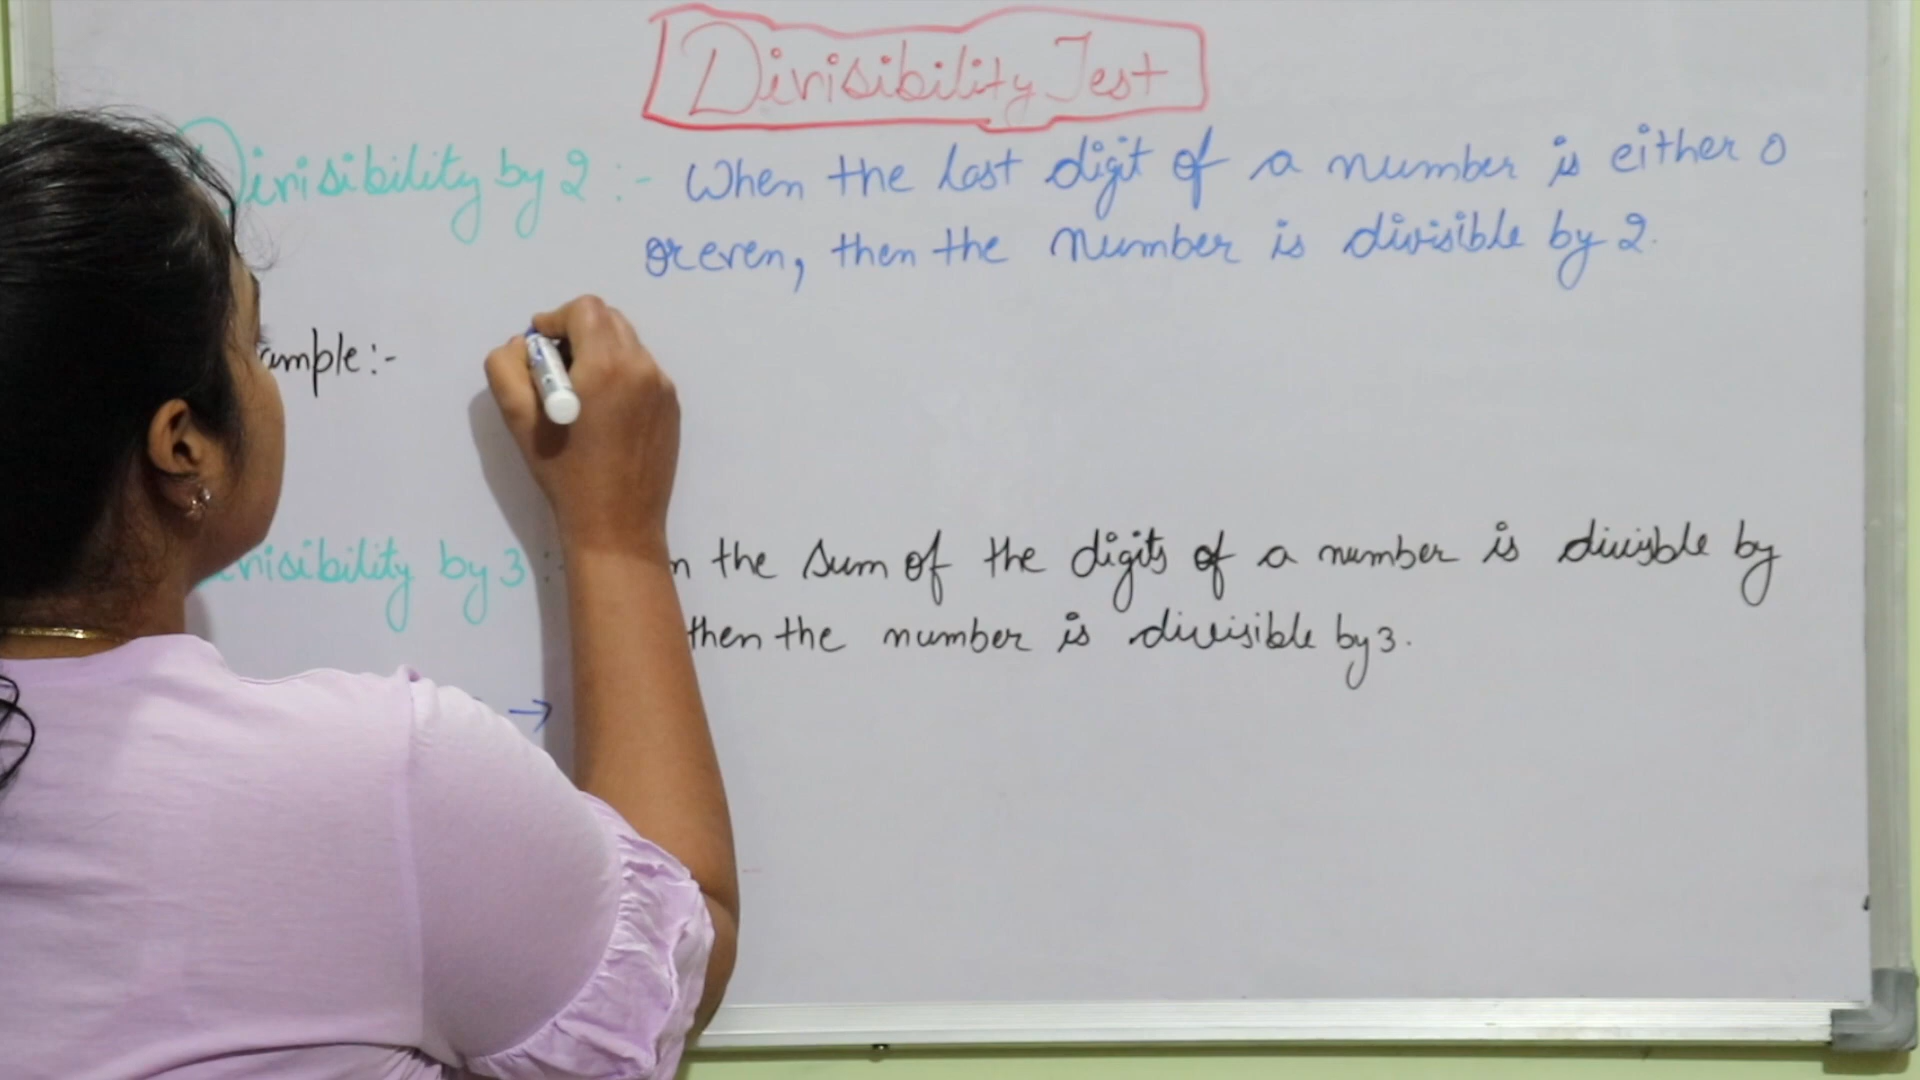 Divisibility Test
Divisibility by 2 :- When the last digit of a number is either 0
or even, then the number is divisible by 2.
ample :-
visibility by 3 :- n the sum of the digits of a number is divisible by
then the number is divisible by 3.
→